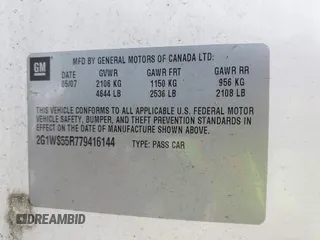 GM
MFD BY GENERAL MOTORS OF CANADA LTD:
DATE GVWR GAWR FRT GAWR RR
05/07 2106 KG 1150 KG 956 KG
4644 LB 2536 LB 2108 LB
THIS VEHICLE CONFORMS TO ALL APPLICABLE U.S. FEDERAL MOTOR
VEHICLE SAFETY, BUMPER, AND THEFT PREVENTION STANDARDS IN EFFECT ON THE
DATE OF MANUFACTURE SHOWN ABOVE.
2G1WS55R779416144 TYPE: PASS CAR
© DREAMBID